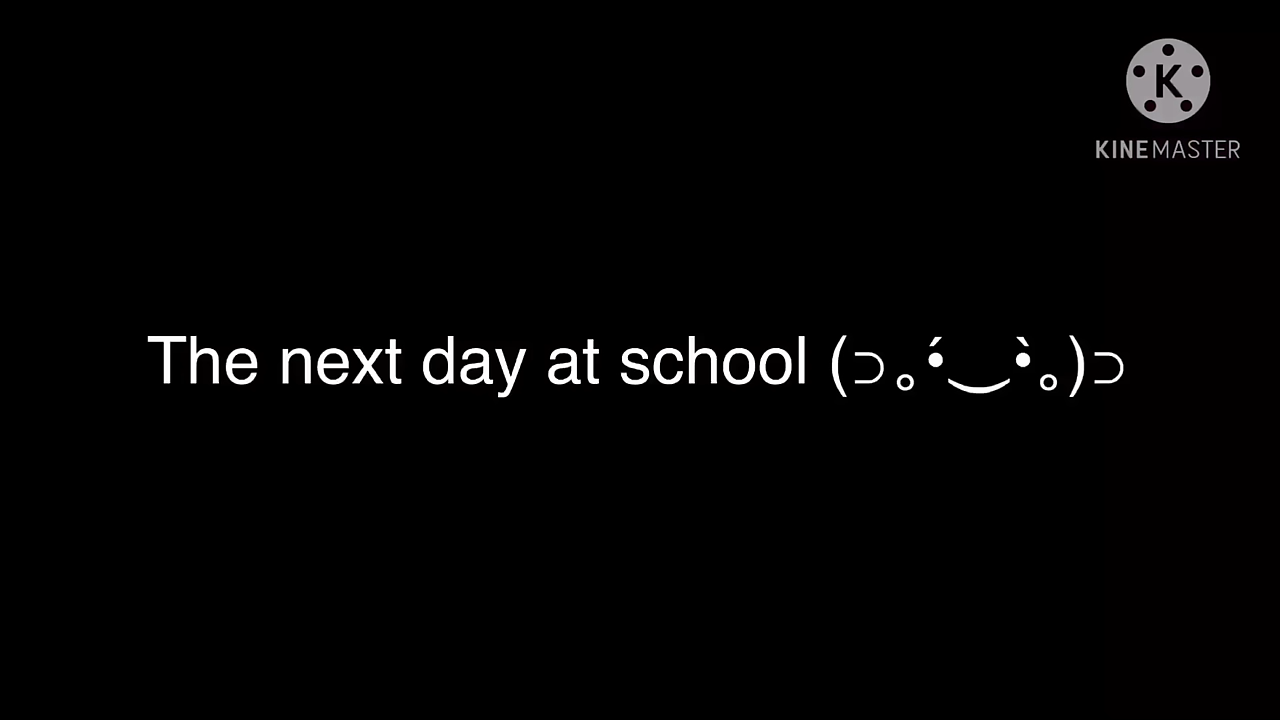 K
KINEMASTER
The next day at school (⊃｡•́‿•̀｡)⊃